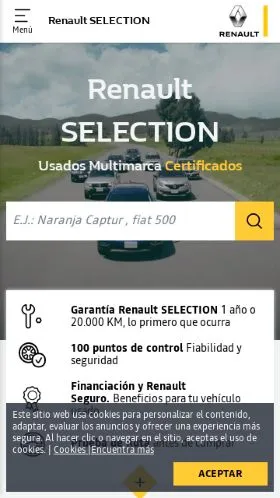 Menú
Renault SELECTION
RENAULT
Renault
SELECTION
Usados Multimarca Certificados
E.J.: Naranja Captur , fiat 500
Garantía Renault SELECTION 1 año o
20.000 KM, lo primero que ocurra
100 puntos de control Fiabilidad y
seguridad
Financiación y Renault
Seguro. Beneficios para tu vehículo
usado
Este sitio web usa cookies para personalizar el contenido,
adaptar, evaluar los anuncios y ofrecer una experiencia más
segura. Al hacer clic o navegar en el sitio, aceptas el uso de
cookies. | Cookies |Encuentra más
ACEPTAR